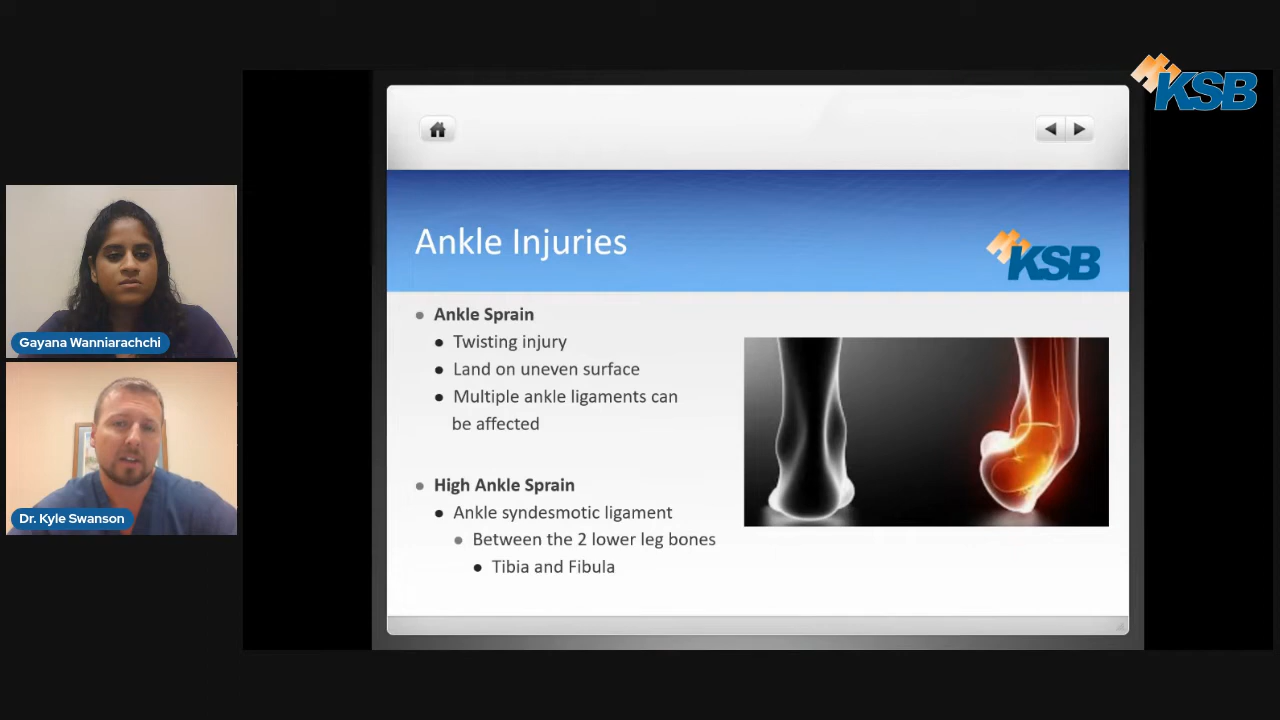 KSB
Ankle Injuries
KSB
Ankle Sprain
Twisting injury
Land on uneven surface
Multiple ankle ligaments can
be affected
High Ankle Sprain
Ankle syndesmotic ligament
Between the 2 lower leg bones
Tibia and Fibula
Gayana Wanniarachchi
Dr. Kyle Swanson